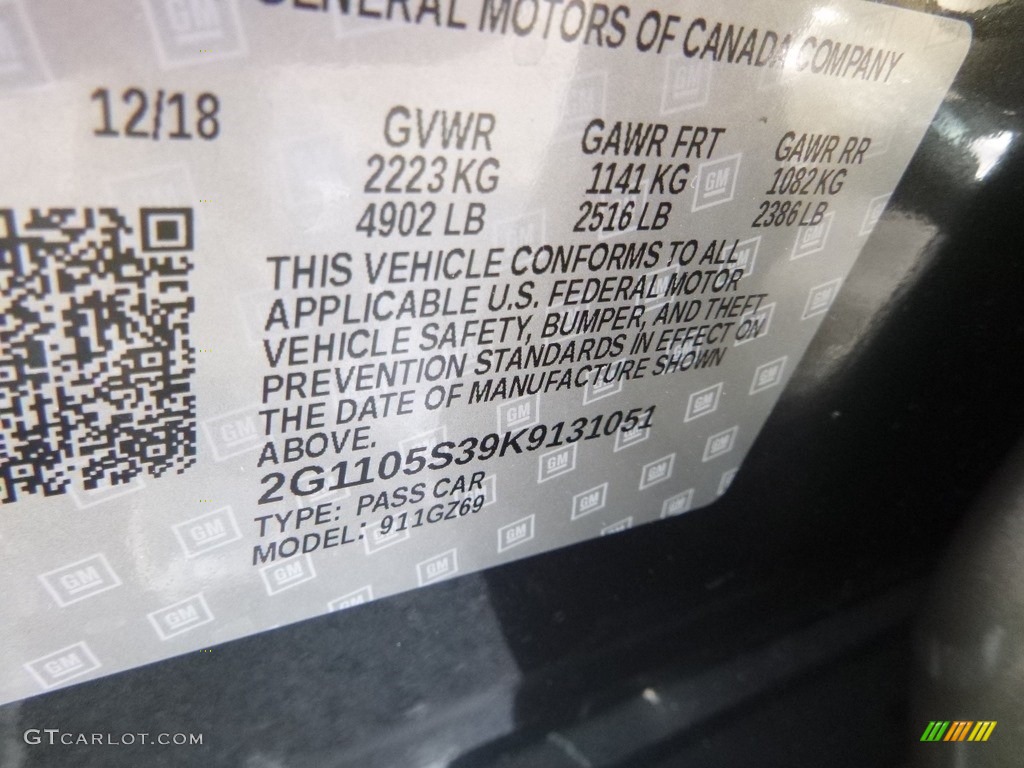 GENERAL MOTORS OF CANADA COMPANY
12/18
GVWR GAWR FRT GAWR RR
2223 KG 1141 KG 1082 KG
4902 LB 2516 LB 2386 LB
THIS VEHICLE CONFORMS TO ALL
APPLICABLE U.S. FEDERAL MOTOR
VEHICLE SAFETY, BUMPER, AND THEFT
PREVENTION STANDARDS IN EFFECT ON
THE DATE OF MANUFACTURE SHOWN
ABOVE.
2G1105S39K9131051
TYPE: PASS CAR
MODEL: 911GZ69
GM
GTCARLOT.COM